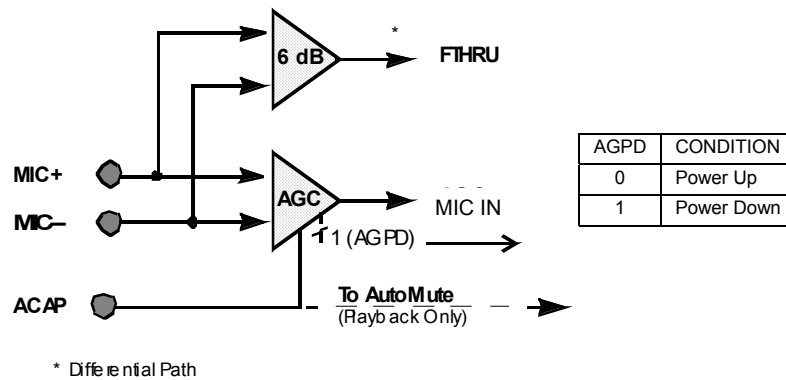 *
6 dB
FTHRU
MIC+
AGC
MIC IN
MIC–
1 (AGPD)
ACAP
To AutoMute
(Playback Only)
AGPD CONDITION
0 Power Up
1 Power Down
* Differential Path